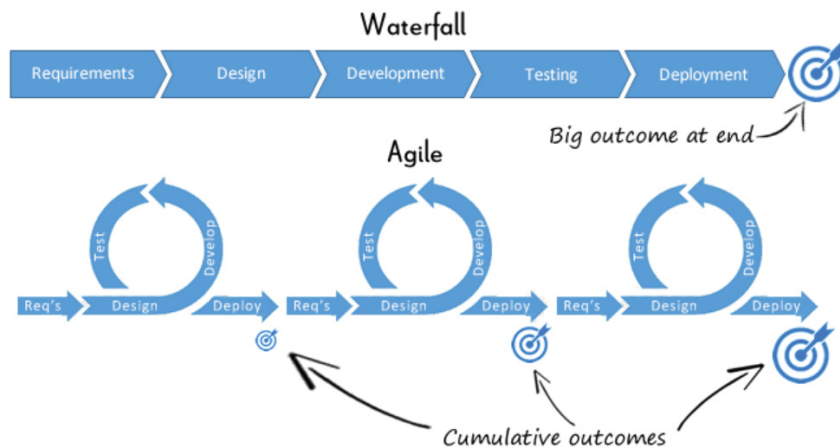 Waterfall
Requirements Design Development Testing Deployment
Big outcome at end
Agile
Test Develop Test Develop Test Develop
Req's Design Deploy Req's Design Deploy Req's Design Deploy
Cumulative outcomes